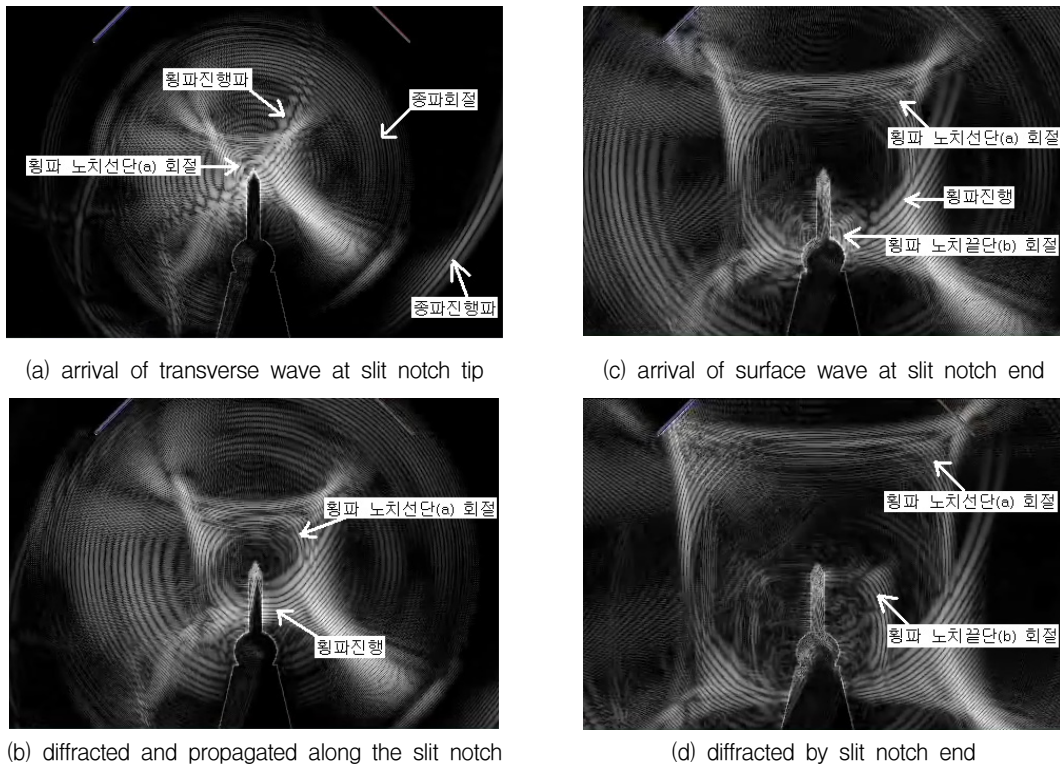 횡파진행파
종파회절
횡파 노치선단(a) 회절
종파진행파
(a) arrival of transverse wave at slit notch tip
횡파 노치선단(a) 회절
횡파진행
(b) diffracted and propagated along the slit notch
횡파 노치선단(a) 회절
횡파진행
횡파 노치끝단(b) 회절
(c) arrival of surface wave at slit notch end
횡파 노치선단(a) 회절
횡파 노치끝단(b) 회절
(d) diffracted by slit notch end